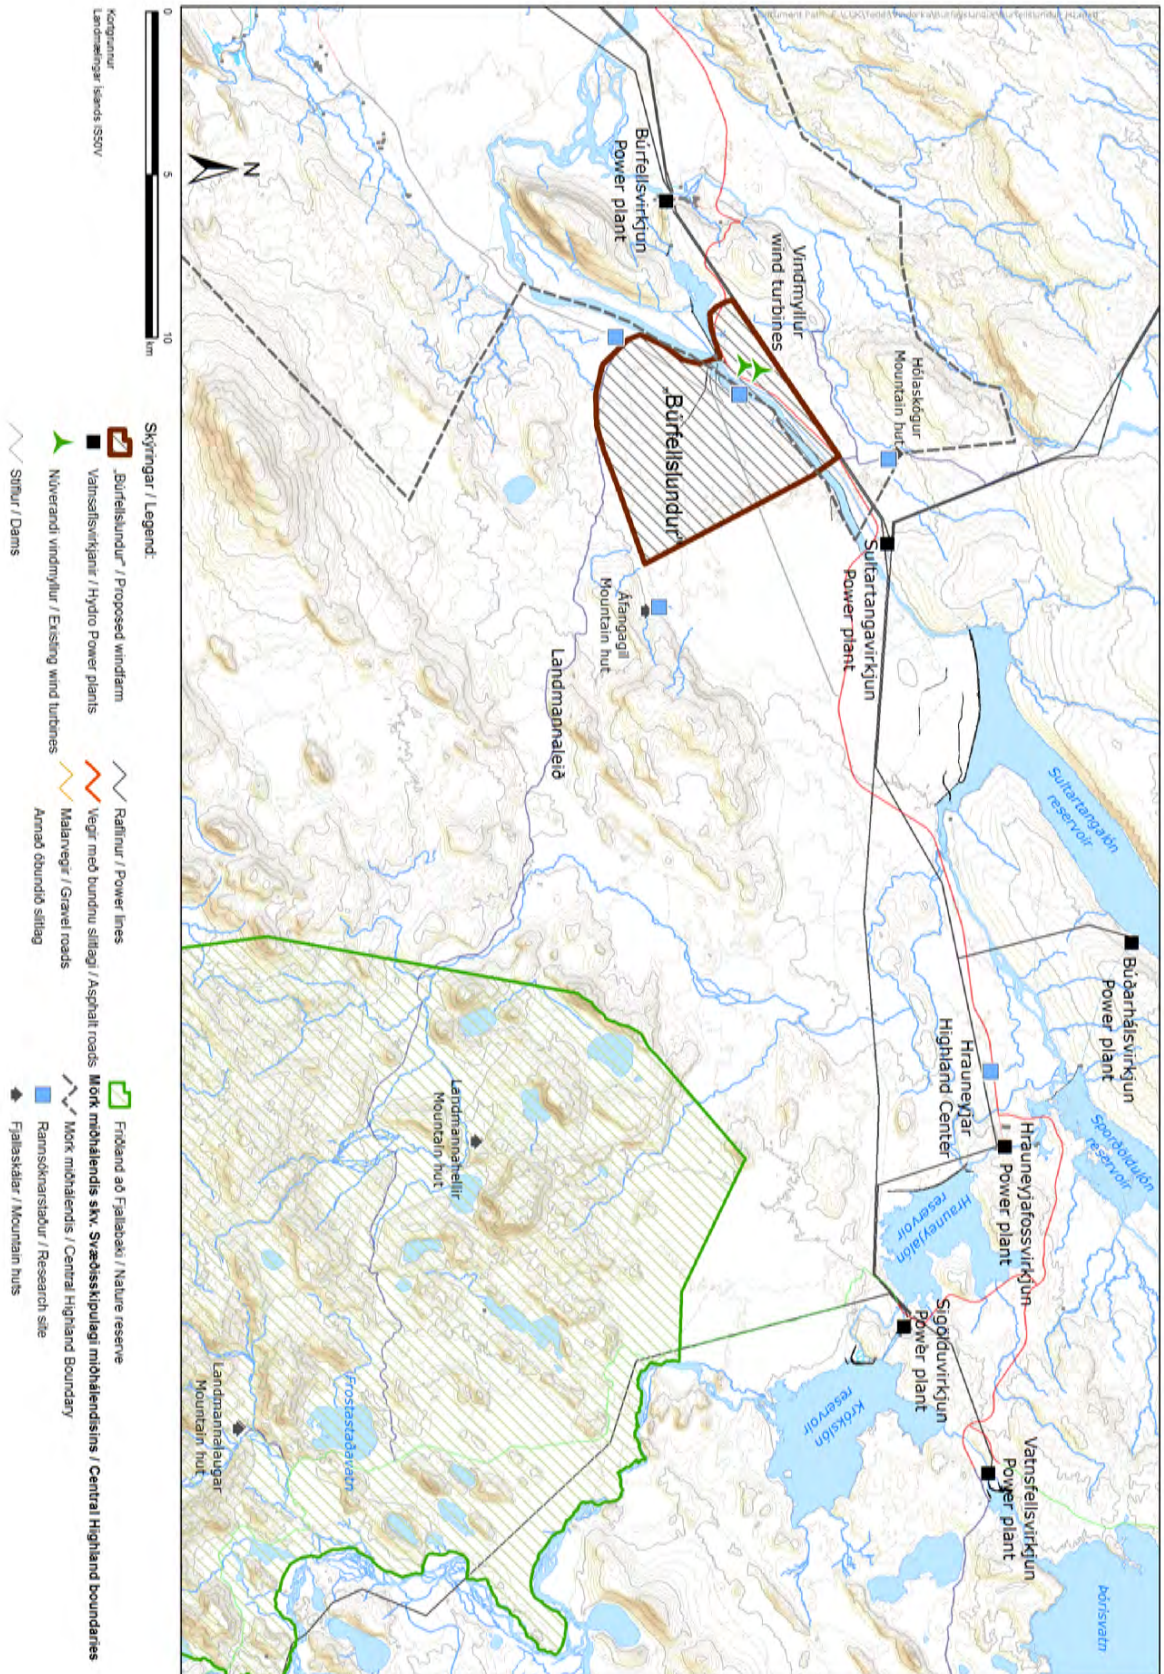 Búrfellsvirkjun
Power plant
Vindmyllur
wind turbines
Hólaskógur
Mountain hut
„Búrfellslundur“
Sultartangavirkjun
Power plant
Áfangagil
Mountain hut
Landmannaleið
Sultartangalón
reservoir
Búðarhálsvirkjun
Power plant
Sporðöldulón
reservoir
Hrauneyjar
Highland Center
Hrauneyjafossvirkjun
Power plant
Hrauneyjalón
reservoir
Sigölduvirkjun
Power plant
Krókslón
reservoir
Vatnsfellsvirkjun
Power plant
Þórisvatn
Landmannahellir
Mountain hut
Frostastaðavatn
Landmannalaugar
Mountain hut
N
0 5 10
km
Kortgrunnur
Landmælingar Íslands IS50V
Skýringar / Legend:
„Búrfellslundur“ / Proposed windfarm
Vatnsaflsvirkjanir / Hydro Power plants
Núverandi vindmyllur / Existing wind turbines
Stíflur / Dams
Raflínur / Power lines
Vegir með bundnu slitlagi / Asphalt roads
Malarvegir / Gravel roads
Annað óbundið slitlag
Friðland að Fjallabaki / Nature reserve
Mörk miðhálendis skv. Svæðisskipulagi miðhálendisins / Central Highland boundaries
Mörk miðhálendis / Central Highland Boundary
Rannsóknarstaður / Research site
Fjallaskálar / Mountain huts